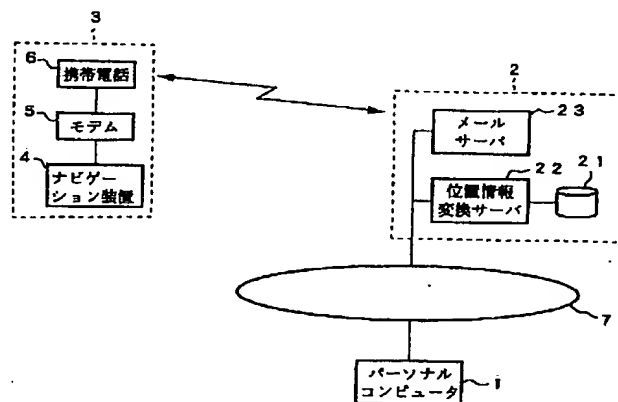 3
6
携帯電話
5
モデム
4
ナビゲー
ション装置
2
23
メール
サーバ
22
21
位置情報
変換サーバ
7
パーソナル
コンピュータ
1